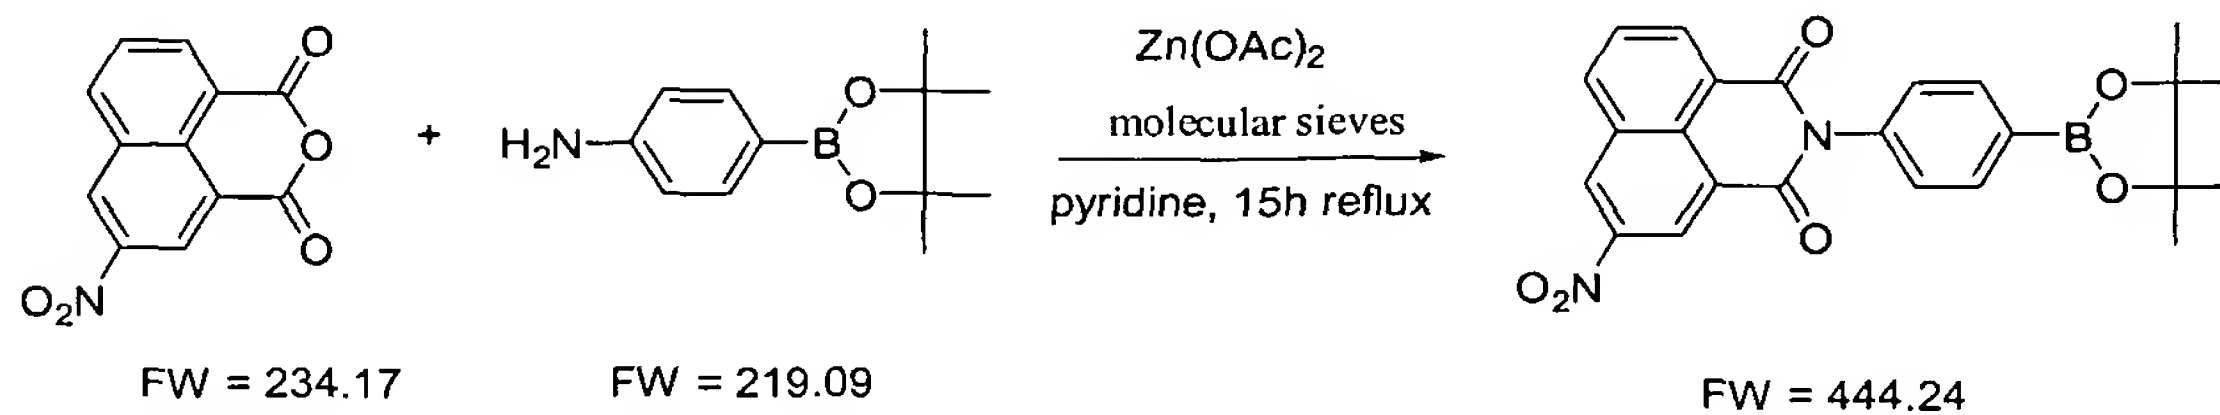 O
O
O
O₂N
+
H₂N
B
O
O
Zn(OAc)₂
molecular sieves
pyridine, 15h reflux
O
N
O
O₂N
B
O
O
FW = 234.17
FW = 219.09
FW = 444.24